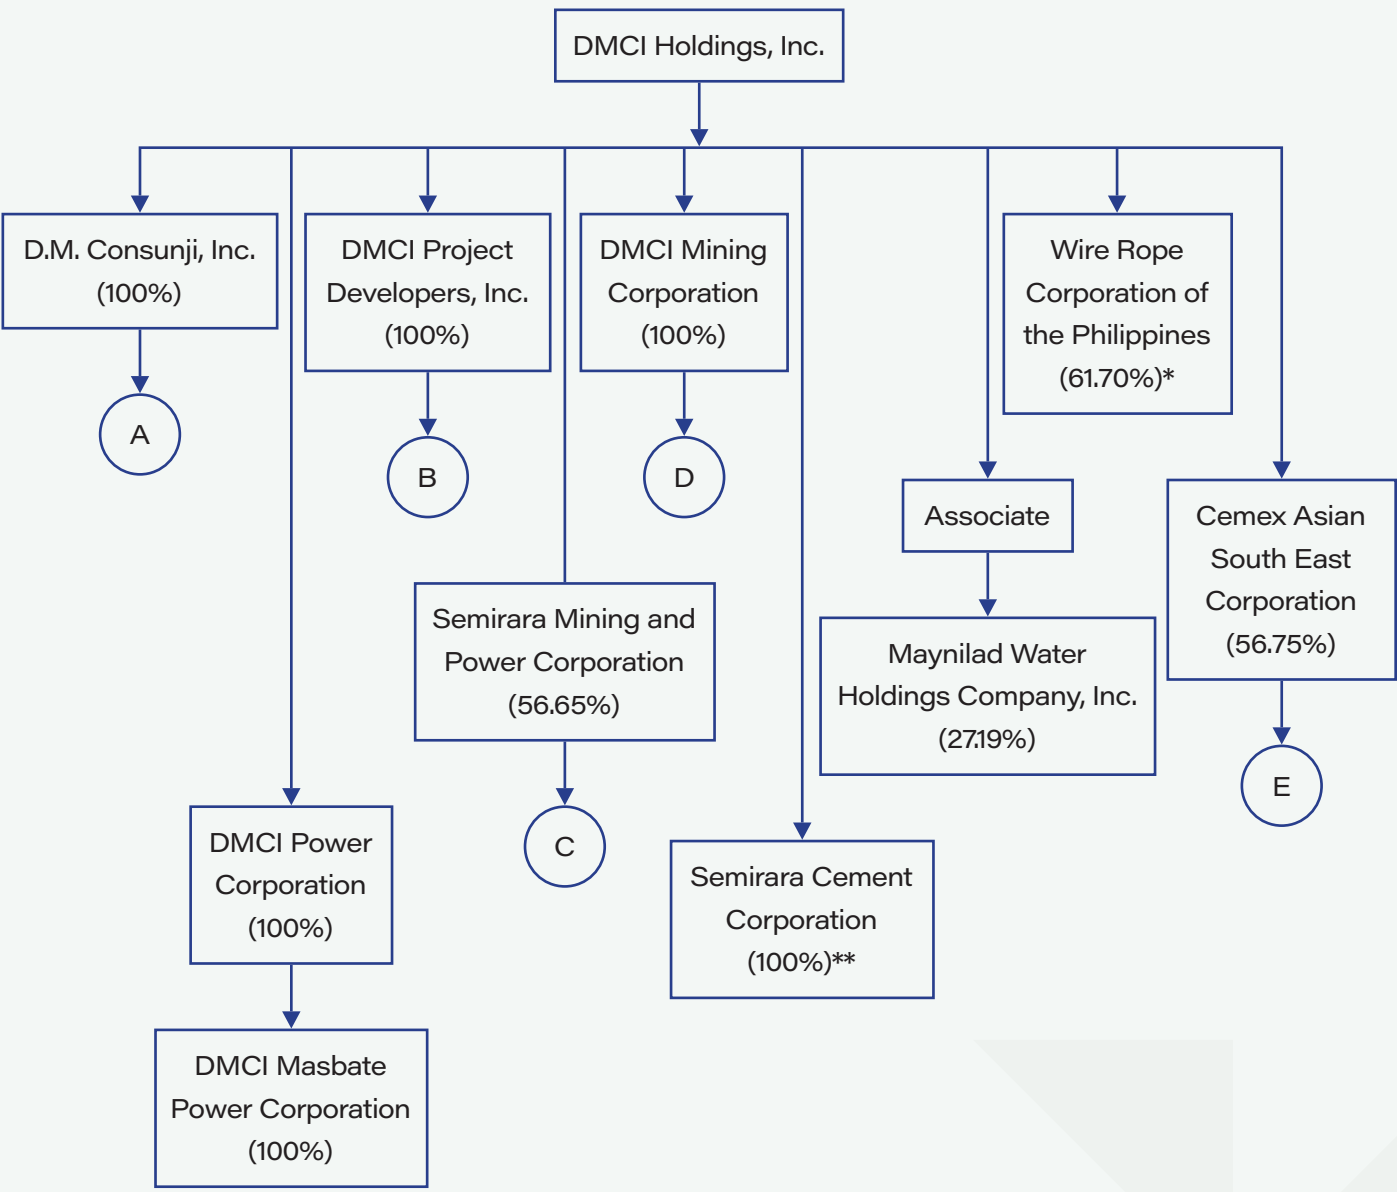 DMCI Holdings, Inc.
D.M. Consunji, Inc.
(100%)
A
DMCI Project
Developers, Inc.
(100%)
B
DMCI Mining
Corporation
(100%)
D
Wire Rope
Corporation of
the Philippines
(61.70%)*
Associate
Maynilad Water
Holdings Company, Inc.
(27.19%)
Cemex Asian
South East
Corporation
(56.75%)
E
Semirara Mining and
Power Corporation
(56.65%)
C
DMCI Power
Corporation
(100%)
Semirara Cement
Corporation
(100%)**
DMCI Masbate
Power Corporation
(100%)